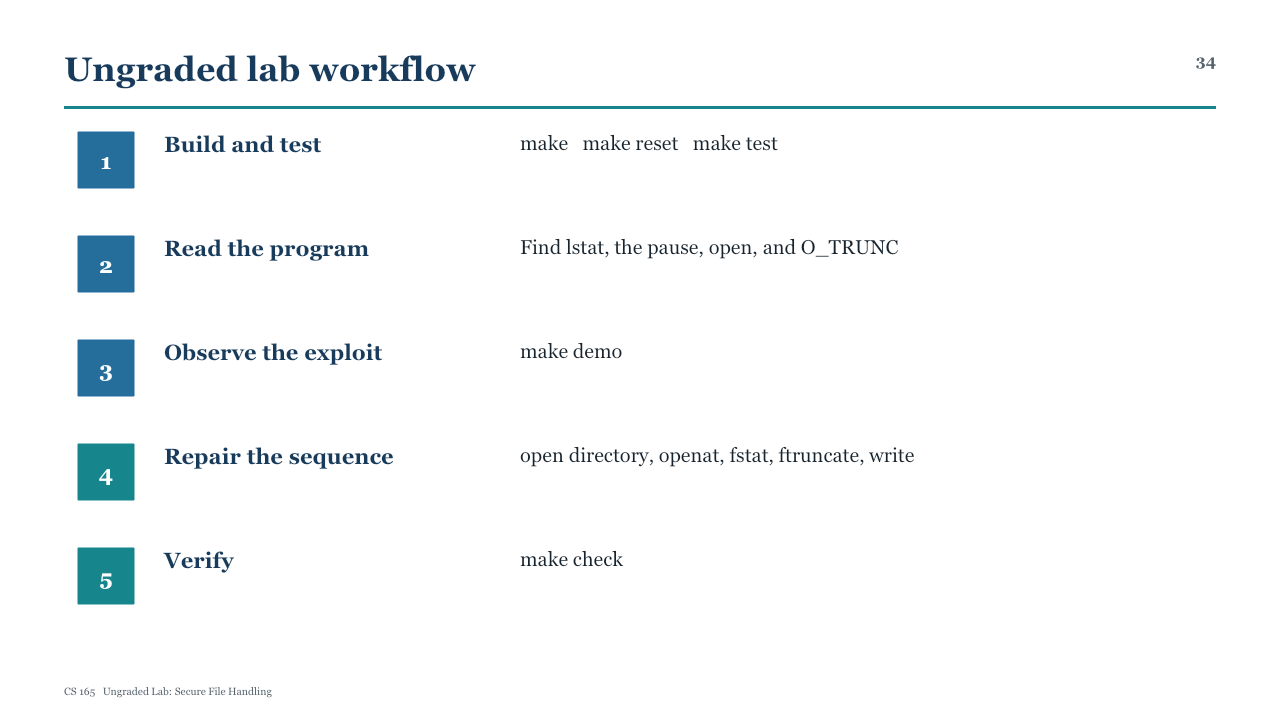 Ungraded lab workflow
34
1 Build and test make make reset make test
2 Read the program Find lstat, the pause, open, and O_TRUNC
3 Observe the exploit make demo
4 Repair the sequence open directory, openat, fstat, ftruncate, write
5 Verify make check
CS 165 Ungraded Lab: Secure File Handling